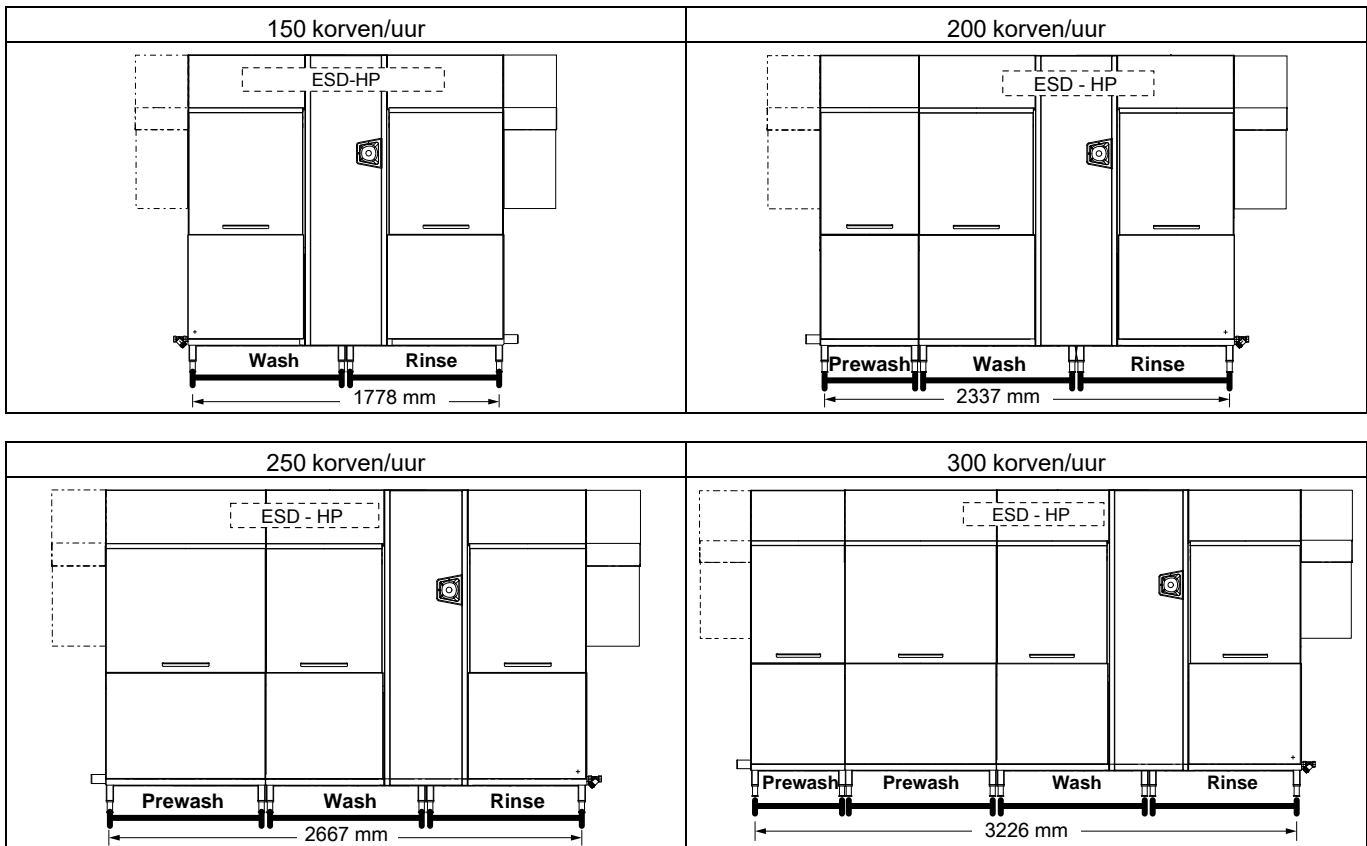 150 korven/uur
ESD-HP
Wash Rinse
1778 mm
200 korven/uur
ESD - HP
Prewash Wash Rinse
2337 mm
250 korven/uur
ESD - HP
Prewash Wash Rinse
2667 mm
300 korven/uur
ESD - HP
Prewash Prewash Wash Rinse
3226 mm